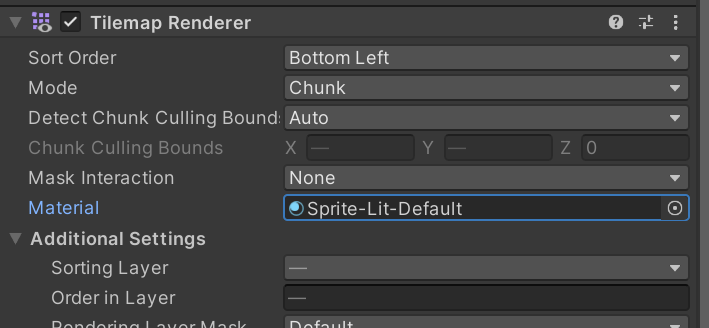 Tilemap Renderer
Sort Order Bottom Left
Mode Chunk
Detect Chunk Culling Bounds Auto
Chunk Culling Bounds X — Y — Z 0
Mask Interaction None
Material Sprite-Lit-Default
Additional Settings
Sorting Layer —
Order in Layer —
Rendering Layer Mask Default